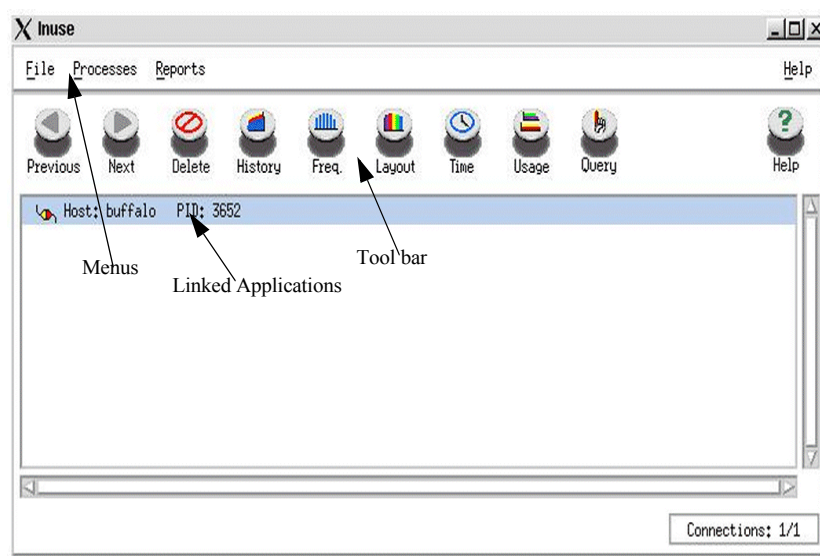 Inuse
File Processes Reports Help
Previous Next Delete History Freq. Layout Time Usage Query Help
Host: buffalo PID: 3652
Menus
Linked Applications
Tool bar
Connections: 1/1